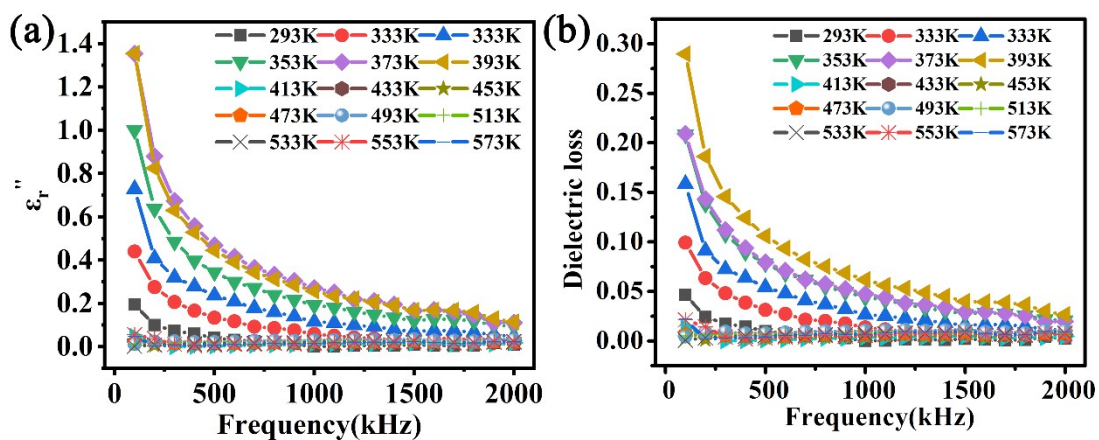 (a)
1.4
1.2
1.0
0.8
0.6
0.4
0.2
0.0
εr''
293K 333K 333K
353K 373K 393K
413K 433K 453K
473K 493K 513K
533K 553K 573K
0 500 1000 1500 2000
Frequency(kHz)
(b)
0.30
0.25
0.20
0.15
0.10
0.05
0.00
Dielectric loss
293K 333K 333K
353K 373K 393K
413K 433K 453K
473K 493K 513K
533K 553K 573K
0 500 1000 1500 2000
Frequency(kHz)